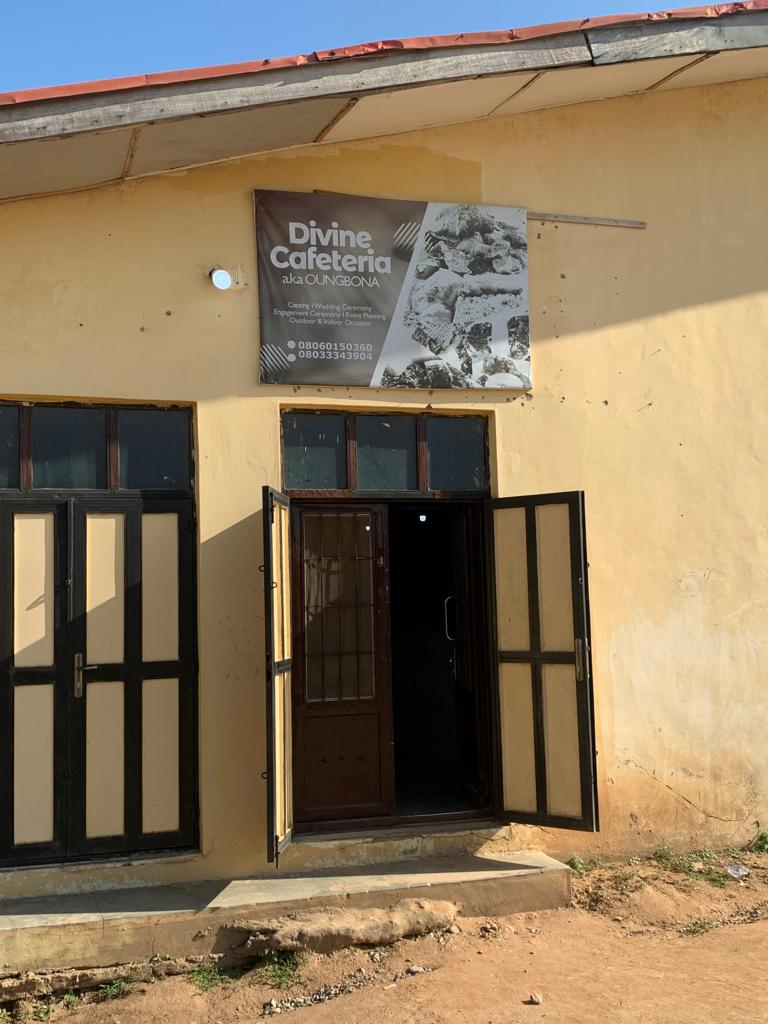 Divine
Cafeteria
a.k.a OUNGBONA
Catering | Wedding Ceremony
Engagement Ceremony | Event Planning
Outdoor & Indoor Occasion
08060150360
08033343904